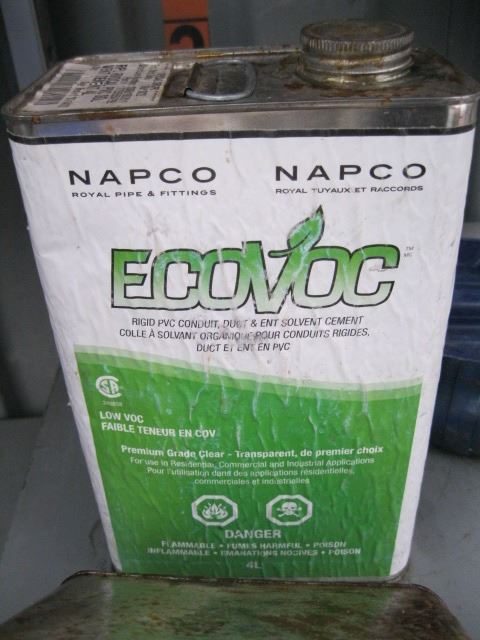 NAPCO
ROYAL PIPE & FITTINGS
NAPCO
ROYAL TUYAUX ET RACCORDS
ECOVOC
TM
MC
RIGID PVC CONDUIT, DUCT & ENT SOLVENT CEMENT
COLLE À SOLVANT ORGANIQUE POUR CONDUITS RIGIDES,
DUCT ET ENT EN PVC
LOW VOC
FAIBLE TENEUR EN COV
Premium Grade Clear - Transparent, de premier choix
For use in Residential, Commercial and Industrial Applications
Pour l'utilisation dans des applications résidentielles,
commerciales et industrielles
DANGER
FLAMMABLE • FUMES HARMFUL • POISON
INFLAMMABLE • ÉMANATIONS NOCIVES • POISON
4L